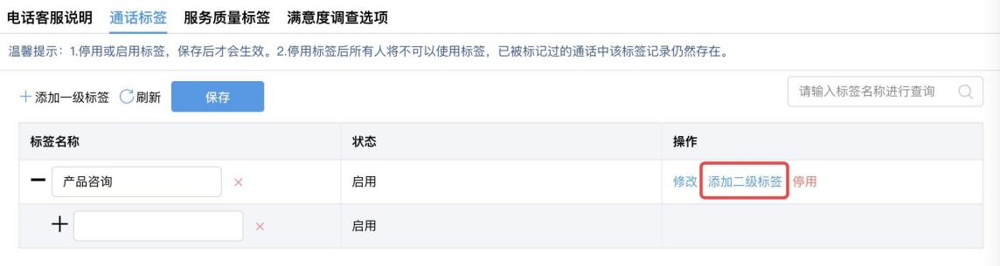 电话客服说明 通话标签 服务质量标签 满意度调查选项
温馨提示：1.停用或启用标签，保存后才会生效。2.停用标签后所有人将不可以使用标签，已被标记过的通话中该标签记录仍然存在。
添加一级标签 刷新 保存 请输入标签名称进行查询
标签名称 状态 操作
产品咨询 启用 修改 添加二级标签 停用
启用